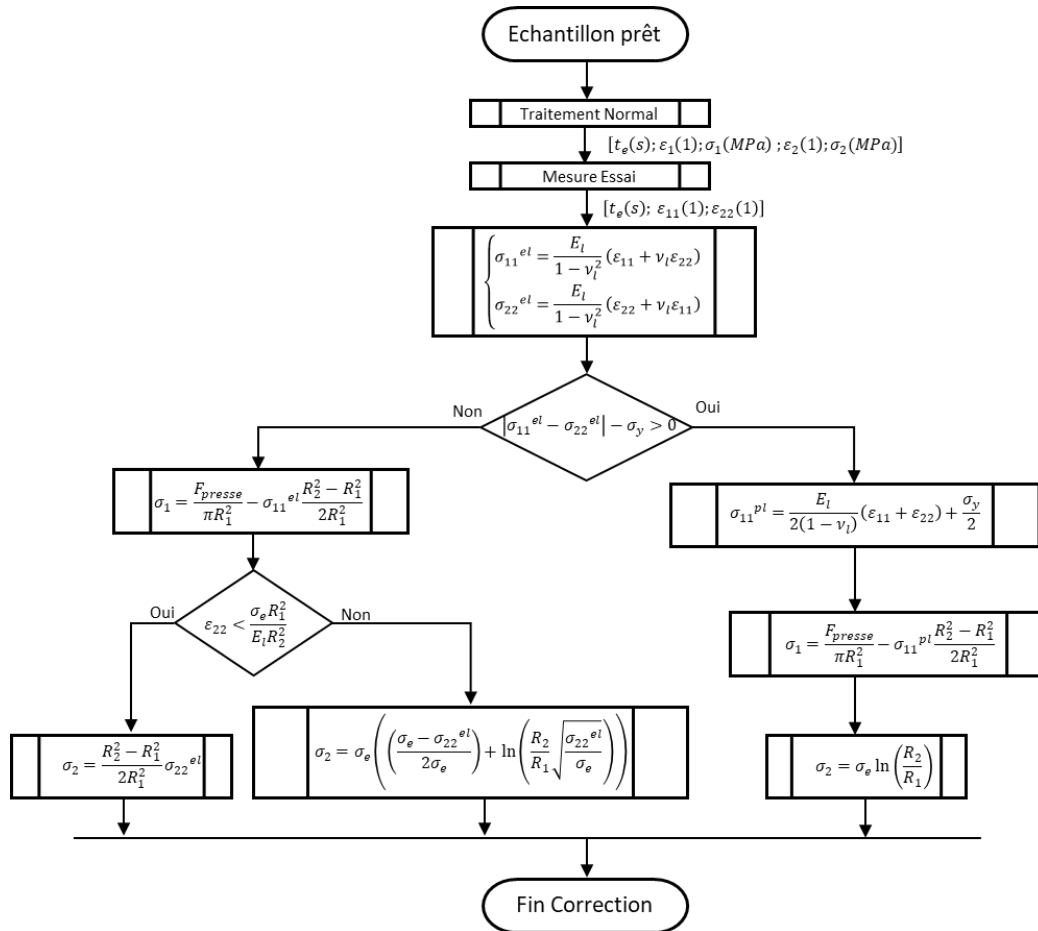 Echantillon prêt
Traitement Normal
[t_e(s); ε_1(1); σ_1(MPa) ; ε_2(1); σ_2(MPa)]
Mesure Essai
[t_e(s); ε_11(1); ε_22(1)]
σ_11^el = E_l/(1 − ν_l^2) (ε_11 + ν_l ε_22)
σ_22^el = E_l/(1 − ν_l^2) (ε_22 + ν_l ε_11)
Non
Oui
|σ_11^el − σ_22^el| − σ_y > 0
σ_1 = F_presse/(πR_1^2) − σ_11^el (R_2^2 − R_1^2)/(2R_1^2)
σ_11^pl = E_l/(2(1 − ν_l)) (ε_11 + ε_22) + σ_y/2
Oui
Non
ε_22 < (σ_e R_1^2)/(E_l R_2^2)
σ_1 = F_presse/(πR_1^2) − σ_11^pl (R_2^2 − R_1^2)/(2R_1^2)
σ_2 = (R_2^2 − R_1^2)/(2R_1^2) σ_22^el
σ_2 = σ_e (((σ_e − σ_22^el)/(2σ_e)) + ln(R_2/R_1 √(σ_22^el/σ_e)))
σ_2 = σ_e ln(R_2/R_1)
Fin Correction